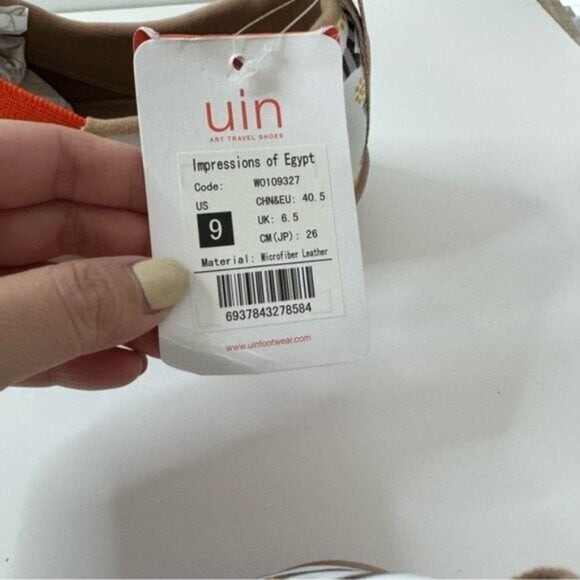 uin
ART TRAVEL SHOES
Impressions of Egypt
Code: WO109327
US CHN&EU: 40.5
9 UK: 6.5
CM(JP): 26
Material: Microfiber Leather
6937843278584
www.uinfootwear.com